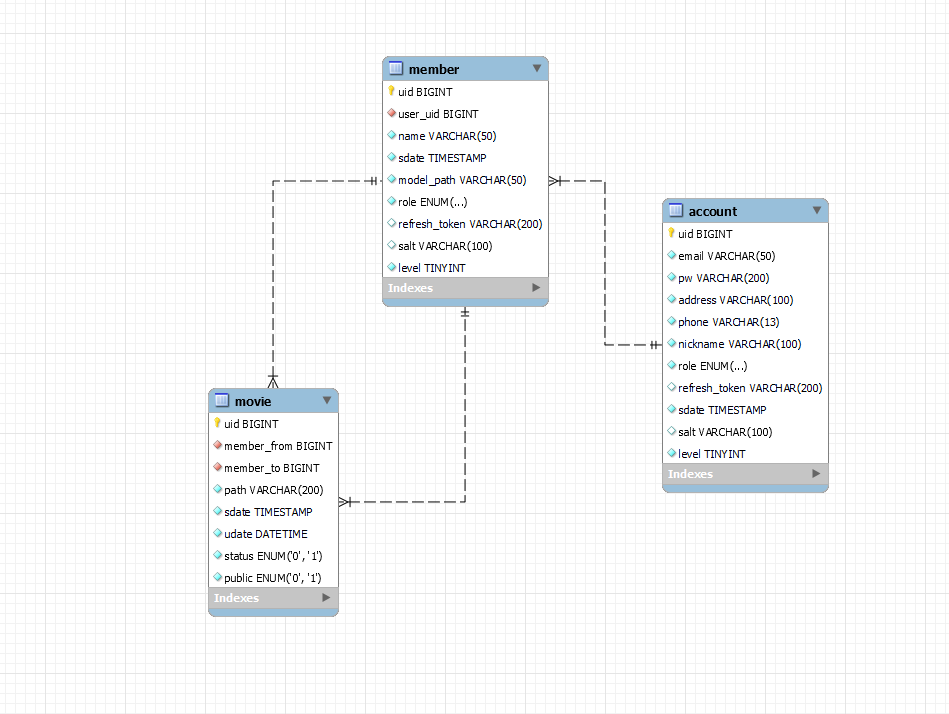 member
uid BIGINT
user_uid BIGINT
name VARCHAR(50)
sdate TIMESTAMP
model_path VARCHAR(50)
role ENUM(...)
refresh_token VARCHAR(200)
salt VARCHAR(100)
level TINYINT
Indexes
account
uid BIGINT
email VARCHAR(50)
pw VARCHAR(200)
address VARCHAR(100)
phone VARCHAR(13)
nickname VARCHAR(100)
role ENUM(...)
refresh_token VARCHAR(200)
sdate TIMESTAMP
salt VARCHAR(100)
level TINYINT
Indexes
movie
uid BIGINT
member_from BIGINT
member_to BIGINT
path VARCHAR(200)
sdate TIMESTAMP
udate DATETIME
status ENUM('0', '1')
public ENUM('0', '1')
Indexes